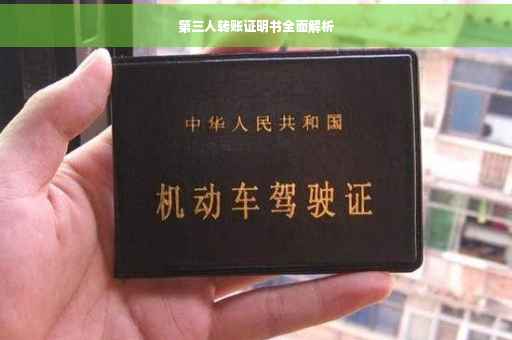 第三人转账证明书全面解析
中华人民共和国
机动车驾驶证